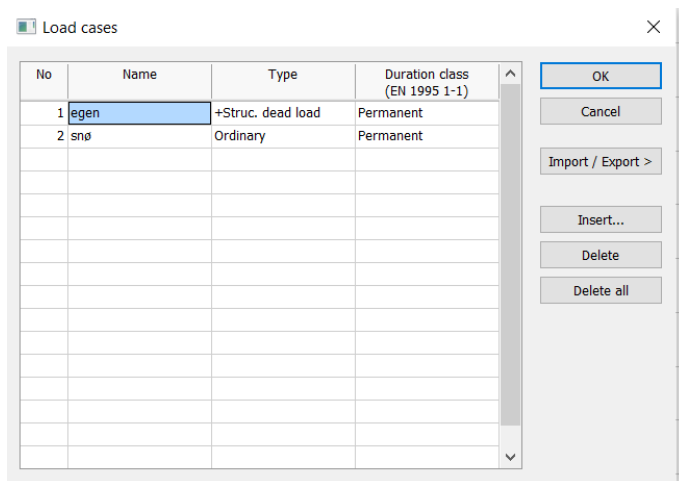 Load cases
No Name Type Duration class
(EN 1995 1-1)
1 egen +Struc. dead load Permanent
2 snø Ordinary Permanent
OK
Cancel
Import / Export >
Insert...
Delete
Delete all